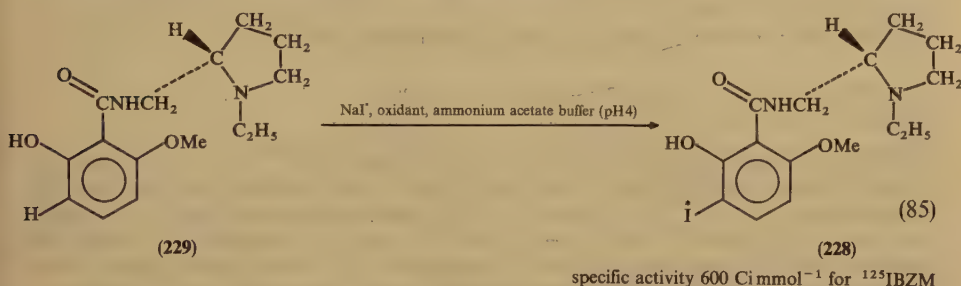 H
CH₂
CH₂
C
CH₂
O
N
CNHCH₂
C₂H₅
HO
OMe
H
(229)
NaI*, oxidant, ammonium acetate buffer (pH4)
H
CH₂
CH₂
C
CH₂
O
N
CNHCH₂
C₂H₅
HO
OMe
I
(85)
(228)
specific activity 600 Ci mmol⁻¹ for ¹²⁵IBZM